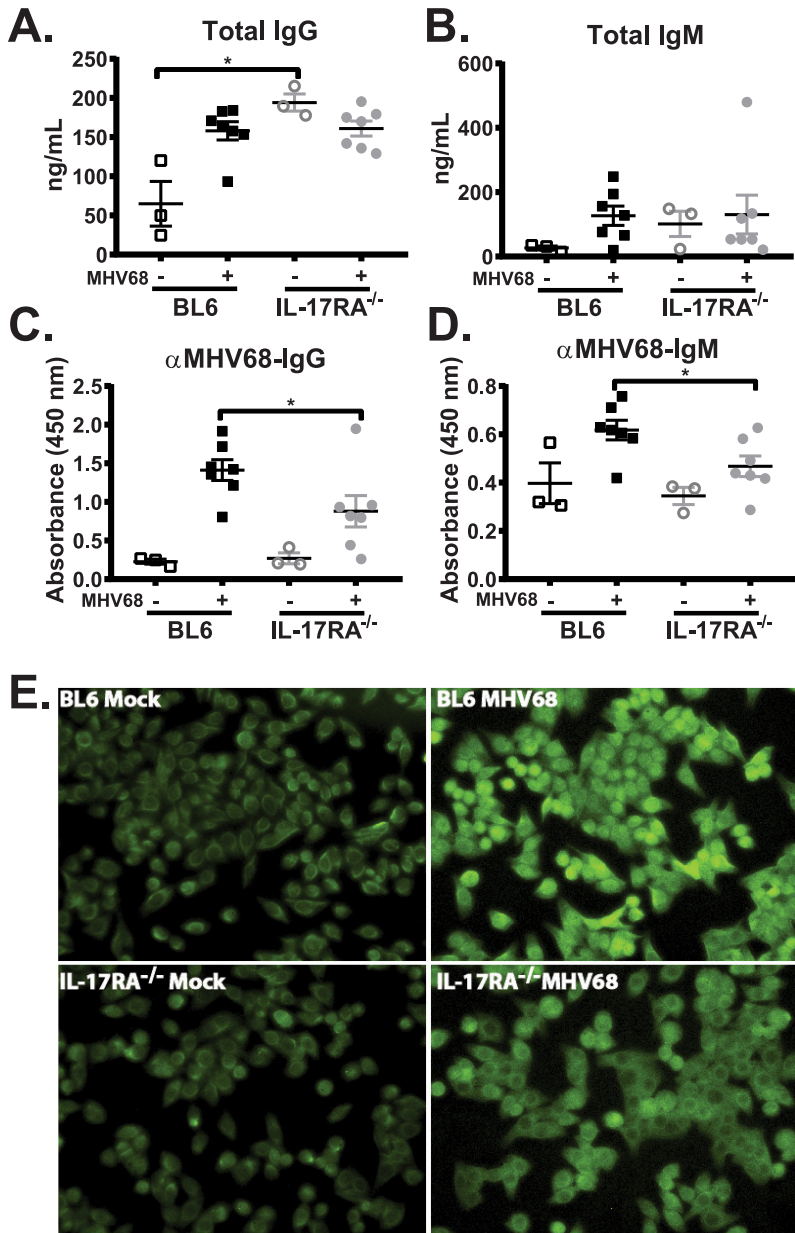 A.
Total IgG
ng/mL
250
200
150
100
50
0
*
MHV68 - + - +
BL6 IL-17RA-/-
B.
Total IgM
ng/mL
600
400
200
0
MHV68 - + - +
BL6 IL-17RA-/-
C.
αMHV68-IgG
Absorbance (450 nm)
2.5
2.0
1.5
1.0
0.5
0.0
*
MHV68 - + - +
BL6 IL-17RA-/-
D.
αMHV68-IgM
Absorbance (450 nm)
0.8
0.6
0.4
0.2
0.0
*
MHV68 - + - +
BL6 IL-17RA-/-
E.
BL6 Mock
BL6 MHV68
IL-17RA-/- Mock
IL-17RA-/-MHV68